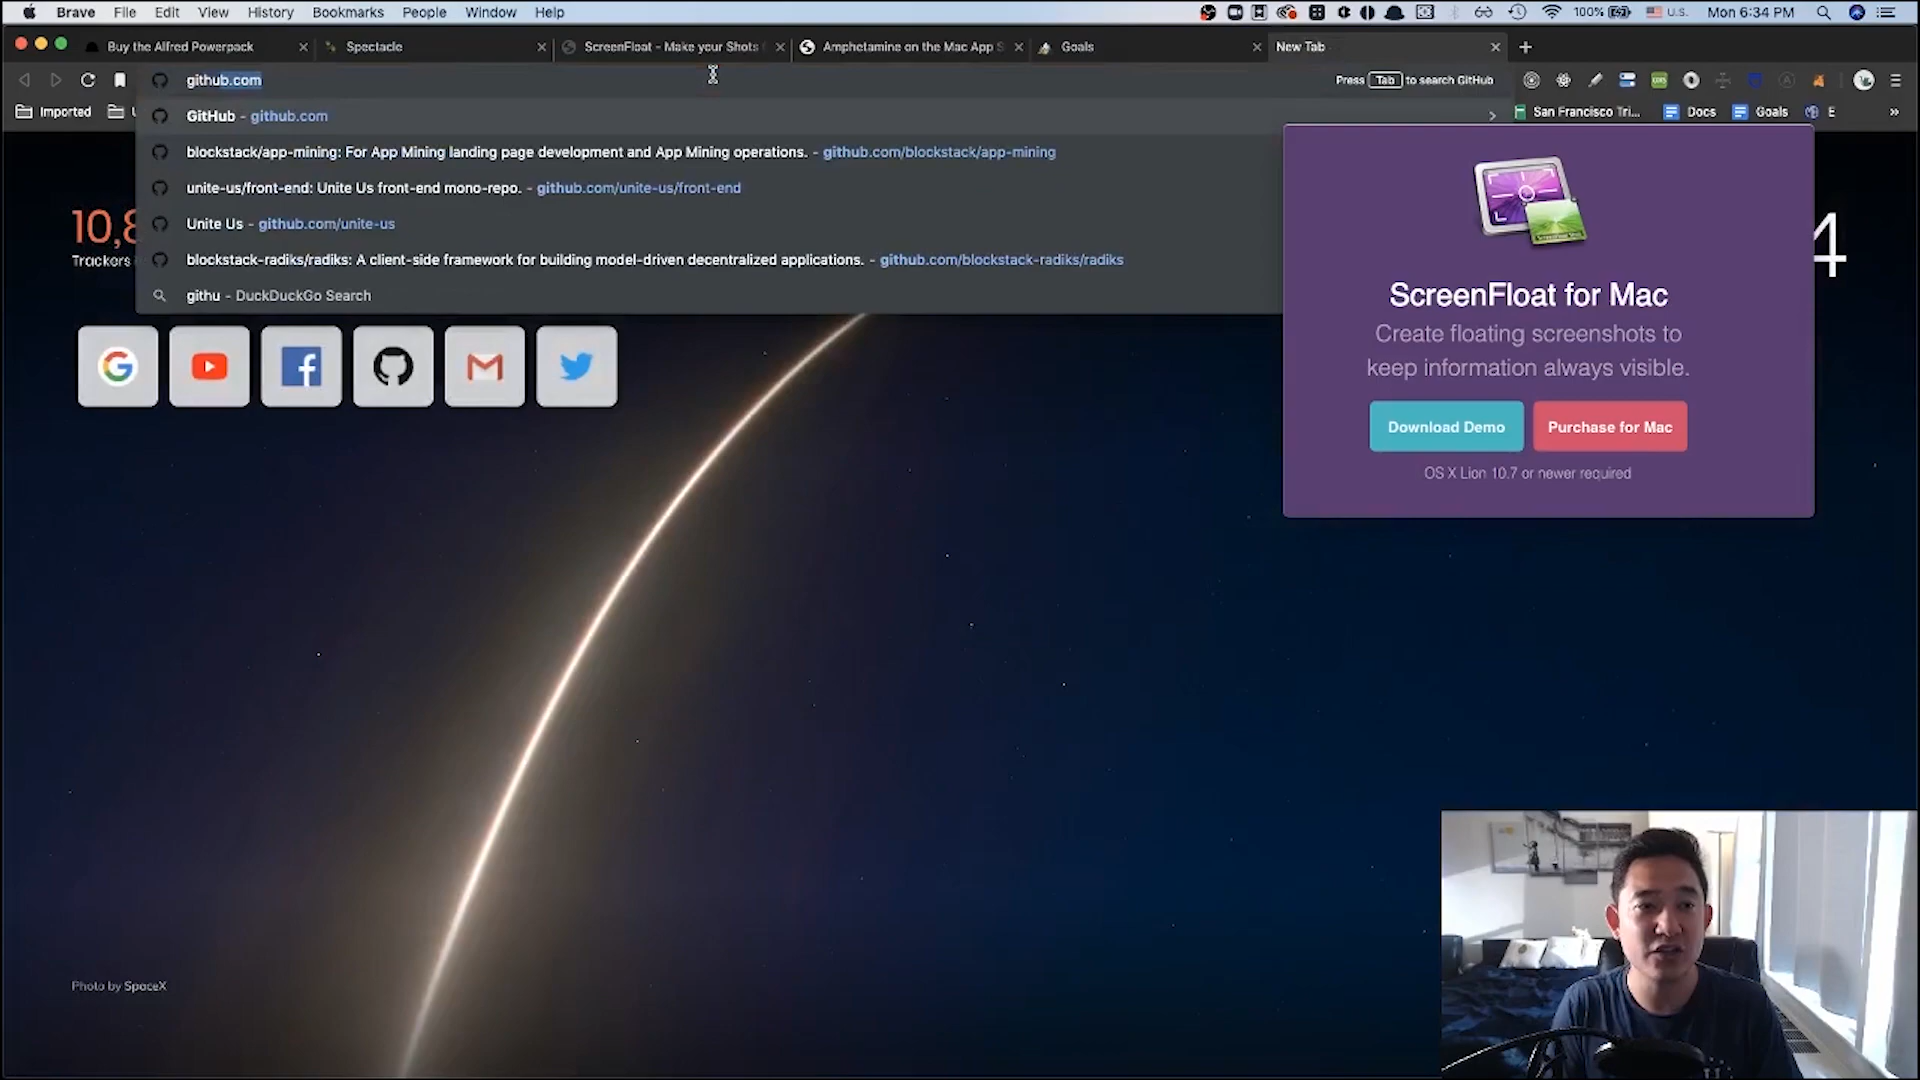 Brave File Edit View History Bookmarks People Window Help
100% U.S. Mon 6:34 PM
Buy the Alfred Powerpack
Spectacle
ScreenFloat - Make your Shots
Amphetamine on the Mac App S
Goals
New Tab
github.com
Press Tab to search GitHub
Imported
San Francisco Tri...
Docs
Goals
E
GitHub - github.com
blockstack/app-mining: For App Mining landing page development and App Mining operations. - github.com/blockstack/app-mining
unite-us/front-end: Unite Us front-end mono-repo. - github.com/unite-us/front-end
Unite Us - github.com/unite-us
blockstack-radiks/radiks: A client-side framework for building model-driven decentralized applications. - github.com/blockstack-radiks/radiks
githu - DuckDuckGo Search
10,8
Trackers
4
ScreenFloat for Mac
Create floating screenshots to
keep information always visible.
Download Demo
Purchase for Mac
OS X Lion 10.7 or newer required
Photo by SpaceX